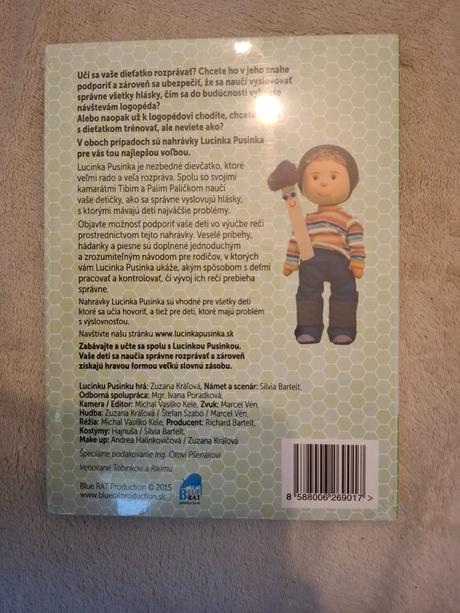 Učí sa vaše dieťatko rozprávať? Chcete ho v jeho snahe
podporiť a zároveň sa ubezpečiť, že sa naučí vyslovovať
správne všetky hlásky, čím sa do budúcnosti vyhnete
návštevám logopéda?
Alebo naopak už k logopédovi chodíte, chcete
s dieťatkom trénovať, ale neviete ako?
V oboch prípadoch sú nahrávky Lucinka Pusinka
pre vás tou najlepšou voľbou.
Lucinka Pusinka je nezbedné dievčatko, ktoré
veľmi rado a veľa rozpráva. Spolu so svojimi
kamarátmi Tibim a Palim Paličkom naučí
vaše detičky, ako sa správne vyslovujú hlásky,
s ktorými mávajú deti najväčšie problémy.
Objavte možnosť podporiť vaše deti vo výučbe reči
prostredníctvom tejto nahrávky. Veselé príbehy,
hádanky a piesne sú doplnené jednoduchým
a zrozumiteľným návodom pre rodičov, v ktorých
vám Lucinka Pusinka ukáže, akým spôsobom s deťmi
pracovať a kontrolovať, či vývoj ich reči prebieha
správne.
Nahrávky Lucinka Pusinka sú vhodné pre všetky deti
ktoré sa učia hovoriť, a tiež pre deti, ktoré majú problém
s výslovnosťou.
Navštívte našu stránku www.lucinkapusinka.sk
Zabávajte a učte sa spolu s Lucinkou Pusinkou.
Vaše deti sa naučia správne rozprávať a zároveň
získajú hravou formou veľkú slovnú zásobu.
Lucinku Pusinku hrá: Zuzana Kráľová, Námet a scenár: Silvia Bartelt,
Odborná spolupráca: Mgr. Ivana Poradková,
Kamera / Editor: Michal Vasilko Kele, Zvuk: Marcel Vén,
Hudba: Zuzana Kráľová / Štefan Szabó / Marcel Vén,
Réžia: Michal Vasilko Kele, Producent: Richard Bartelt,
Kostýmy: Hajnuša / Silvia Bartelt,
Make up: Andrea Halinkovičová / Zuzana Kráľová
Špeciálne poďakovanie Ing. Otovi Pšenákovi
Venované Tobinkovi a Rajmu
Blue RAT Production © 2015
www.blueratproduction.sk
BLUE
RAT
8 588006 269017 >